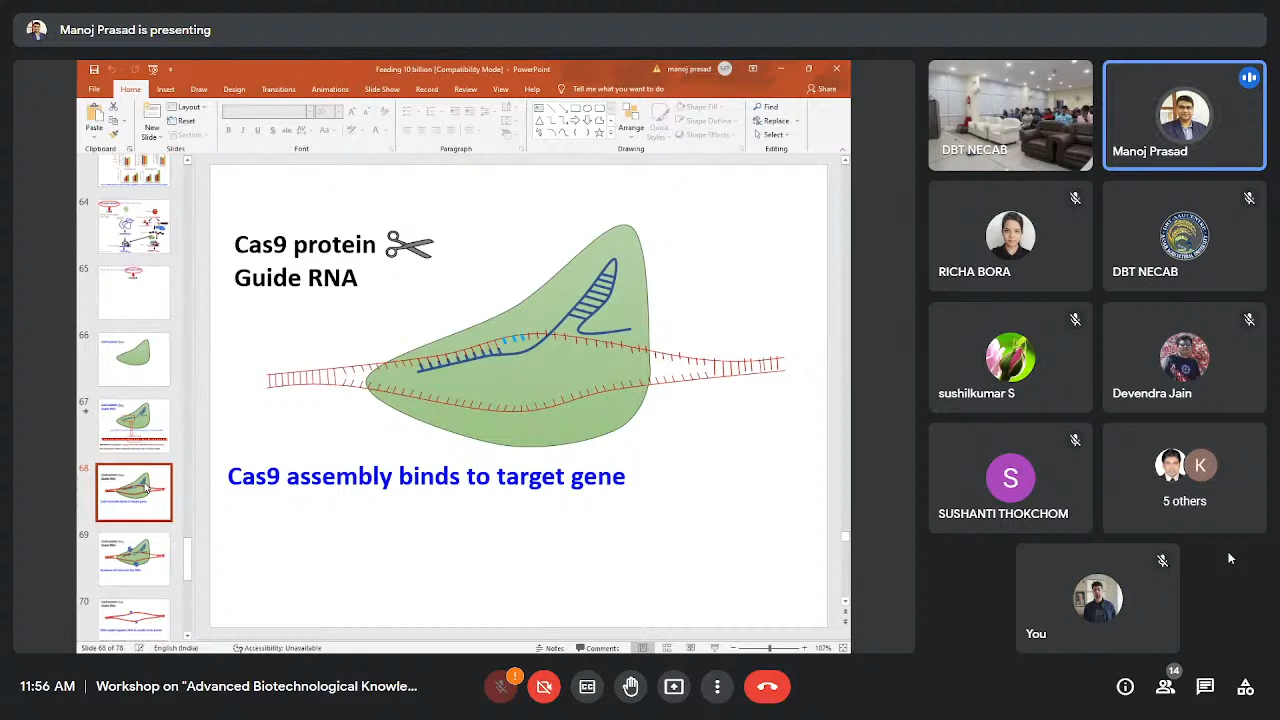 Manoj Prasad is presenting
Feeding 10 billion [Compatibility Mode] - PowerPoint
manoj prasad
MP
File Home Insert Draw Design Transitions Animations Slide Show Record Review View Help Tell me what you want to do Share
Paste
New
Slide
Layout
Reset
Section
Arrange
Quick
Styles
Shape Fill
Shape Outline
Shape Effects
Find
Replace
Select
Clipboard Slides Font Paragraph Drawing Editing
64
65
66
67
68
69
70
Cas9 protein
Guide RNA
Cas9 assembly binds to target gene
Slide 68 of 78 English (India) Accessibility: Unavailable Notes Comments 107%
DBT NECAB
Manoj Prasad
RICHA BORA
DBT NECAB
sushilkumar S
Devendra Jain
S
SUSHANTI THOKCHOM
K
5 others
You
11:56 AM | Workshop on "Advanced Biotechnological Knowle...
14